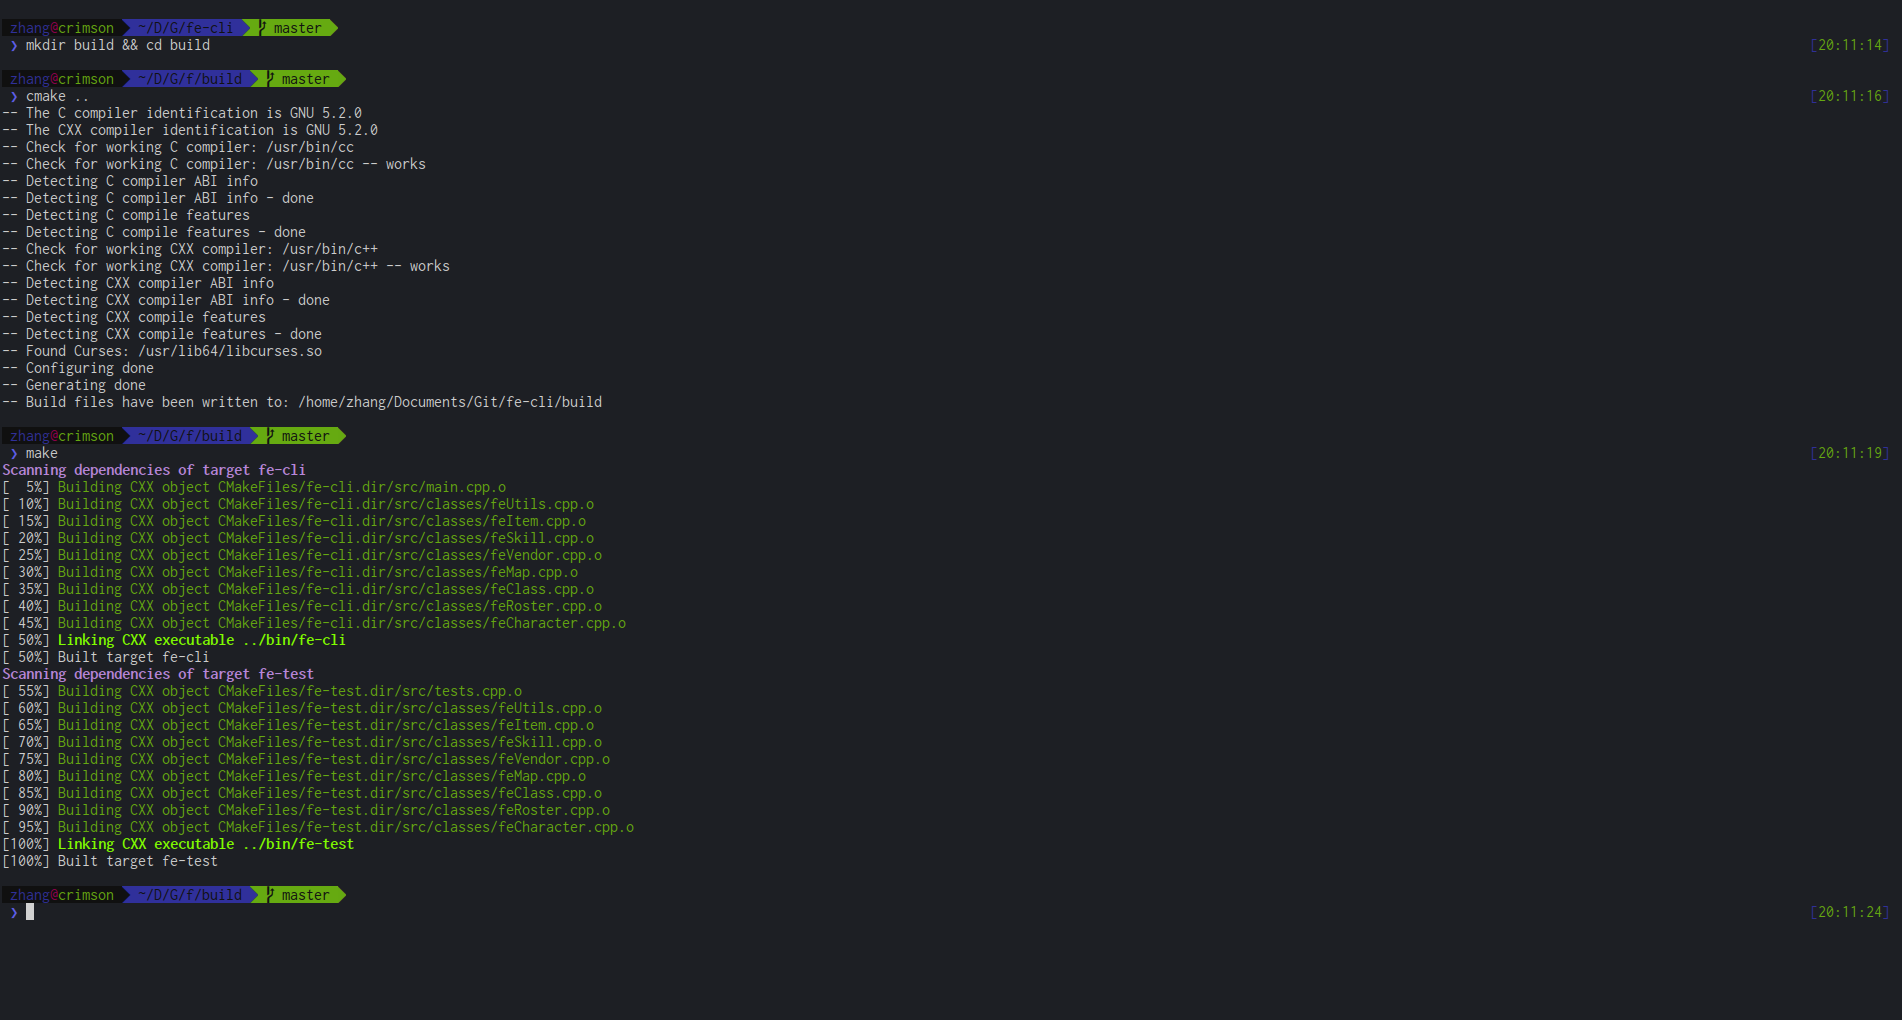 zhang@crimson ~/D/G/fe-cli master
❯ mkdir build && cd build [20:11:14]
zhang@crimson ~/D/G/f/build master
❯ cmake .. [20:11:16]
-- The C compiler identification is GNU 5.2.0
-- The CXX compiler identification is GNU 5.2.0
-- Check for working C compiler: /usr/bin/cc
-- Check for working C compiler: /usr/bin/cc -- works
-- Detecting C compiler ABI info
-- Detecting C compiler ABI info - done
-- Detecting C compile features
-- Detecting C compile features - done
-- Check for working CXX compiler: /usr/bin/c++
-- Check for working CXX compiler: /usr/bin/c++ -- works
-- Detecting CXX compiler ABI info
-- Detecting CXX compiler ABI info - done
-- Detecting CXX compile features
-- Detecting CXX compile features - done
-- Found Curses: /usr/lib64/libcurses.so
-- Configuring done
-- Generating done
-- Build files have been written to: /home/zhang/Documents/Git/fe-cli/build
zhang@crimson ~/D/G/f/build master
❯ make [20:11:19]
Scanning dependencies of target fe-cli
[  5%] Building CXX object CMakeFiles/fe-cli.dir/src/main.cpp.o
[ 10%] Building CXX object CMakeFiles/fe-cli.dir/src/classes/feUtils.cpp.o
[ 15%] Building CXX object CMakeFiles/fe-cli.dir/src/classes/feItem.cpp.o
[ 20%] Building CXX object CMakeFiles/fe-cli.dir/src/classes/feSkill.cpp.o
[ 25%] Building CXX object CMakeFiles/fe-cli.dir/src/classes/feVendor.cpp.o
[ 30%] Building CXX object CMakeFiles/fe-cli.dir/src/classes/feMap.cpp.o
[ 35%] Building CXX object CMakeFiles/fe-cli.dir/src/classes/feClass.cpp.o
[ 40%] Building CXX object CMakeFiles/fe-cli.dir/src/classes/feRoster.cpp.o
[ 45%] Building CXX object CMakeFiles/fe-cli.dir/src/classes/feCharacter.cpp.o
[ 50%] Linking CXX executable ../bin/fe-cli
[ 50%] Built target fe-cli
Scanning dependencies of target fe-test
[ 55%] Building CXX object CMakeFiles/fe-test.dir/src/tests.cpp.o
[ 60%] Building CXX object CMakeFiles/fe-test.dir/src/classes/feUtils.cpp.o
[ 65%] Building CXX object CMakeFiles/fe-test.dir/src/classes/feItem.cpp.o
[ 70%] Building CXX object CMakeFiles/fe-test.dir/src/classes/feSkill.cpp.o
[ 75%] Building CXX object CMakeFiles/fe-test.dir/src/classes/feVendor.cpp.o
[ 80%] Building CXX object CMakeFiles/fe-test.dir/src/classes/feMap.cpp.o
[ 85%] Building CXX object CMakeFiles/fe-test.dir/src/classes/feClass.cpp.o
[ 90%] Building CXX object CMakeFiles/fe-test.dir/src/classes/feRoster.cpp.o
[ 95%] Building CXX object CMakeFiles/fe-test.dir/src/classes/feCharacter.cpp.o
[100%] Linking CXX executable ../bin/fe-test
[100%] Built target fe-test
zhang@crimson ~/D/G/f/build master
❯ [20:11:24]